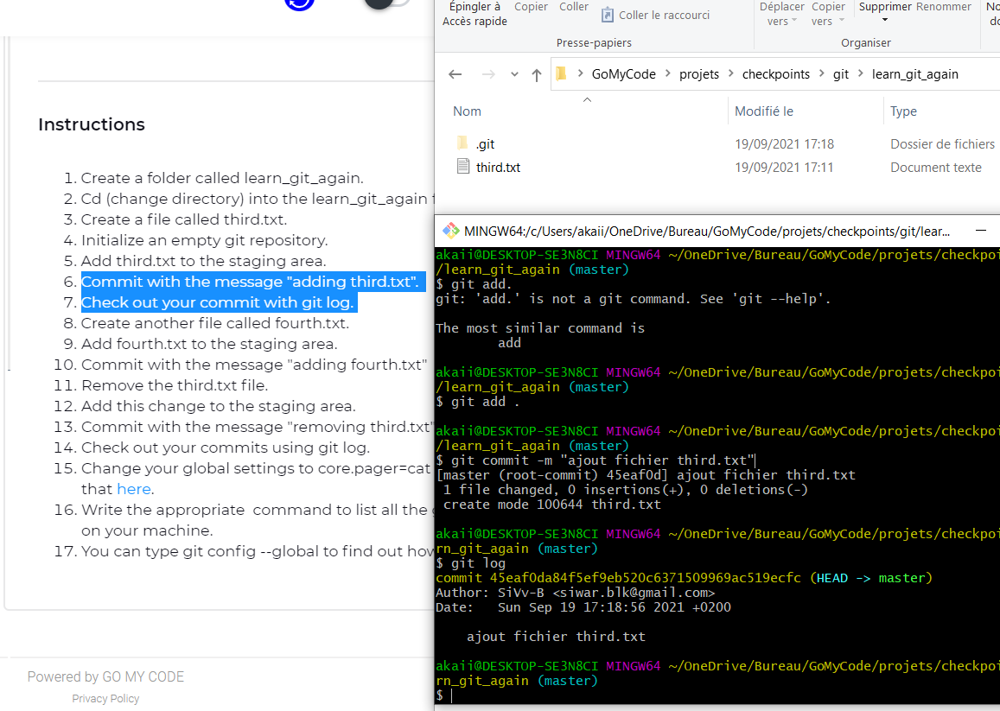 Instructions
1. Create a folder called learn_git_again.
2. Cd (change directory) into the learn_git_again
3. Create a file called third.txt.
4. Initialize an empty git repository.
5. Add third.txt to the staging area.
6. Commit with the message "adding third.txt".
7. Check out your commit with git log.
8. Create another file called fourth.txt.
9. Add fourth.txt to the staging area.
10. Commit with the message "adding fourth.txt"
11. Remove the third.txt file.
12. Add this change to the staging area.
13. Commit with the message "removing third.txt"
14. Check out your commits using git log.
15. Change your global settings to core.pager=cat
that here.
16. Write the appropriate command to list all the
on your machine.
17. You can type git config --global to find out how
Powered by GO MY CODE
Privacy Policy
Épingler à
Accès rapide
Copier
Coller
Coller le raccourci
Presse-papiers
Déplacer
vers
Copier
vers
Supprimer
Renommer
Organiser
GoMyCode > projets > checkpoints > git > learn_git_again
Nom Modifié le Type
.git 19/09/2021 17:18 Dossier de fichiers
third.txt 19/09/2021 17:11 Document texte
MINGW64:/c/Users/akaii/OneDrive/Bureau/GoMyCode/projets/checkpoints/git/lear...
akaii@DESKTOP-SE3N8CI MINGW64 ~/OneDrive/Bureau/GoMyCode/projets/checkpoi
/learn_git_again (master)
$ git add.
git: 'add.' is not a git command. See 'git --help'.
The most similar command is
add
akaii@DESKTOP-SE3N8CI MINGW64 ~/OneDrive/Bureau/GoMyCode/projets/checkpoi
/learn_git_again (master)
$ git add .
akaii@DESKTOP-SE3N8CI MINGW64 ~/OneDrive/Bureau/GoMyCode/projets/checkpoi
/learn_git_again (master)
$ git commit -m "ajout fichier third.txt"
[master (root-commit) 45eaf0d] ajout fichier third.txt
1 file changed, 0 insertions(+), 0 deletions(-)
create mode 100644 third.txt
akaii@DESKTOP-SE3N8CI MINGW64 ~/OneDrive/Bureau/GoMyCode/projets/checkpoi
rn_git_again (master)
$ git log
commit 45eaf0da84f5ef9eb520c6371509969ac519ecfc (HEAD -> master)
Author: SiVv-B <siwar.blk@gmail.com>
Date: Sun Sep 19 17:18:56 2021 +0200
ajout fichier third.txt
akaii@DESKTOP-SE3N8CI MINGW64 ~/OneDrive/Bureau/GoMyCode/projets/checkpoi
rn_git_again (master)
$